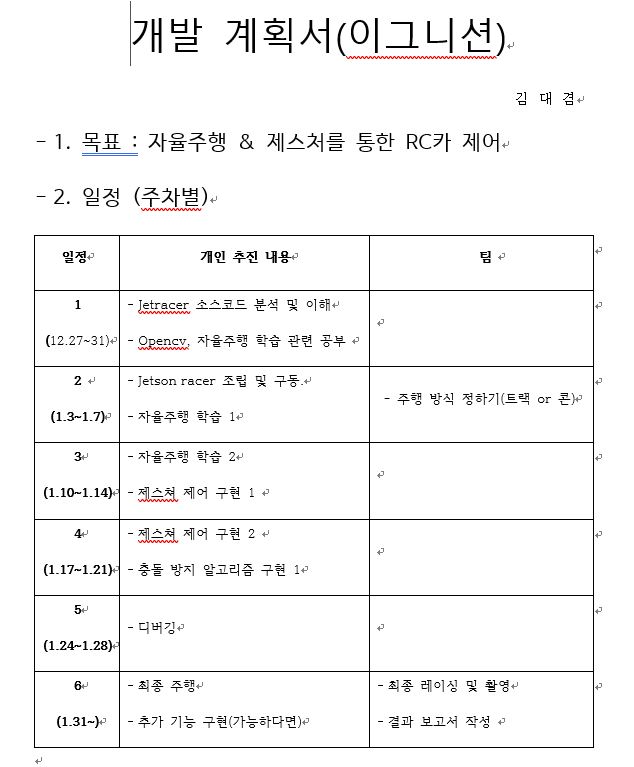 개발 계획서(이그니션)
김 대 겸
- 1. 목표 : 자율주행 & 제스처를 통한 RC카 제어
- 2. 일정 (주차별)
일정 개인 추진 내용 팀
1
(12.27~31)
- Jetracer 소스코드 분석 및 이해
- Opencv, 자율주행 학습 관련 공부
2
(1.3~1.7)
- Jetson racer 조립 및 구동.
- 자율주행 학습 1
- 주행 방식 정하기(트랙 or 콘)
3
(1.10~1.14)
- 자율주행 학습 2
- 제스쳐 제어 구현 1
4
(1.17~1.21)
- 제스쳐 제어 구현 2
- 충돌 방지 알고리즘 구현 1
5
(1.24~1.28)
- 디버깅
6
(1.31~)
- 최종 주행
- 추가 기능 구현(가능하다면)
- 최종 레이싱 및 촬영
- 결과 보고서 작성